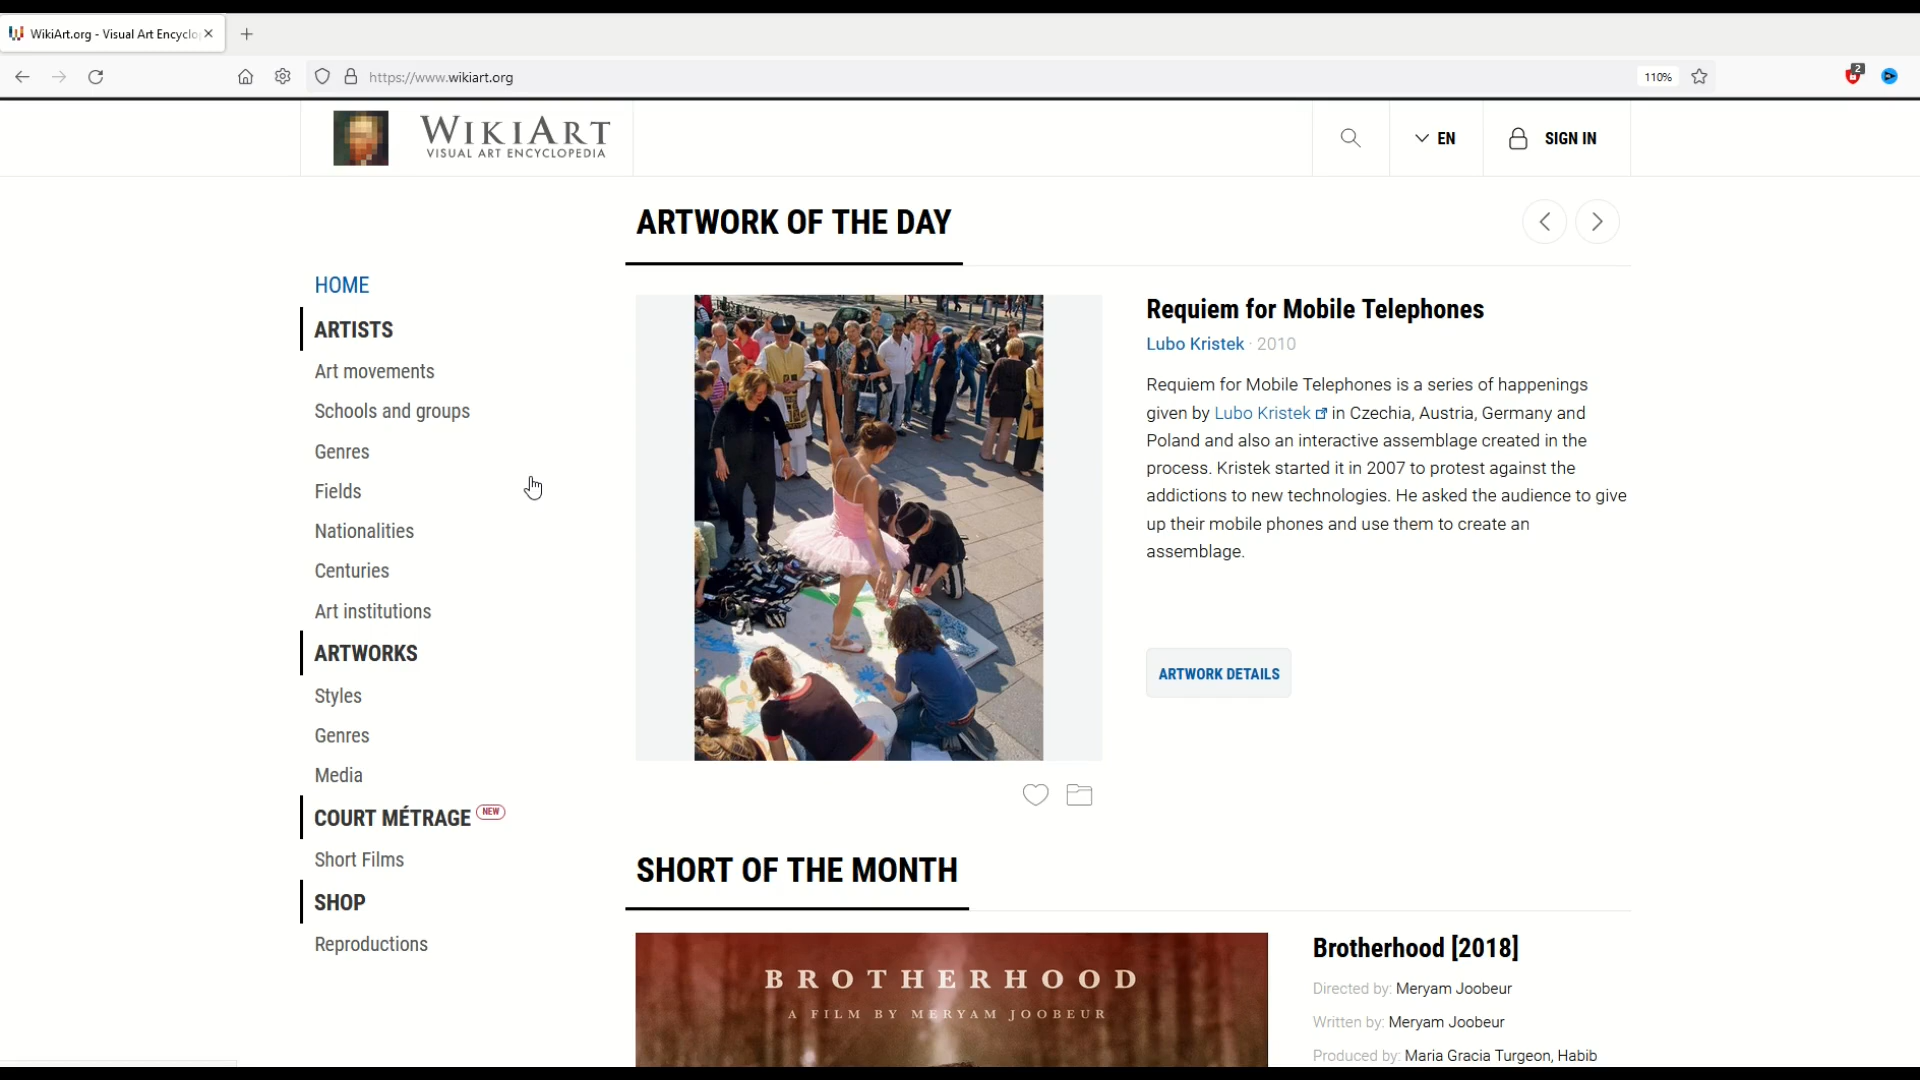 WikiArt.org - Visual Art Encyclo
https://www.wikiart.org
110%
2
WIKIART
VISUAL ART ENCYCLOPEDIA
EN
SIGN IN
ARTWORK OF THE DAY
HOME
ARTISTS
Art movements
Schools and groups
Genres
Fields
Nationalities
Centuries
Art institutions
ARTWORKS
Styles
Genres
Media
COURT MÉTRAGE NEW
Short Films
SHOP
Reproductions
Requiem for Mobile Telephones
Lubo Kristek · 2010
Requiem for Mobile Telephones is a series of happenings
given by Lubo Kristek in Czechia, Austria, Germany and
Poland and also an interactive assemblage created in the
process. Kristek started it in 2007 to protest against the
addictions to new technologies. He asked the audience to give
up their mobile phones and use them to create an
assemblage.
ARTWORK DETAILS
SHORT OF THE MONTH
BROTHERHOOD
A FILM BY MERYAM JOOBEUR
Brotherhood [2018]
Directed by: Meryam Joobeur
Written by: Meryam Joobeur
Produced by: Maria Gracia Turgeon, Habib